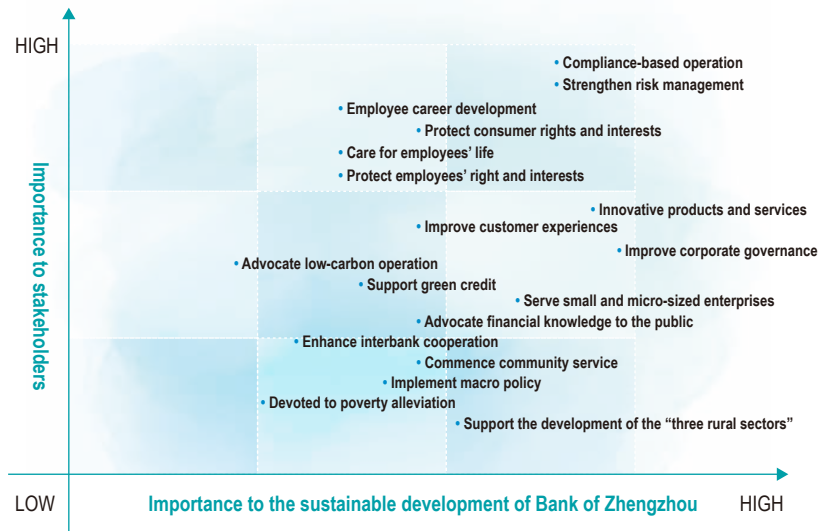 HIGH
• Compliance-based operation
• Strengthen risk management
• Employee career development
• Protect consumer rights and interests
• Care for employees’ life
• Protect employees’ right and interests
• Innovative products and services
• Improve customer experiences
• Improve corporate governance
• Advocate low-carbon operation
• Support green credit
• Serve small and micro-sized enterprises
• Advocate financial knowledge to the public
• Enhance interbank cooperation
• Commence community service
• Implement macro policy
• Devoted to poverty alleviation
• Support the development of the “three rural sectors”
Importance to stakeholders
LOW
Importance to the sustainable development of Bank of Zhengzhou
HIGH